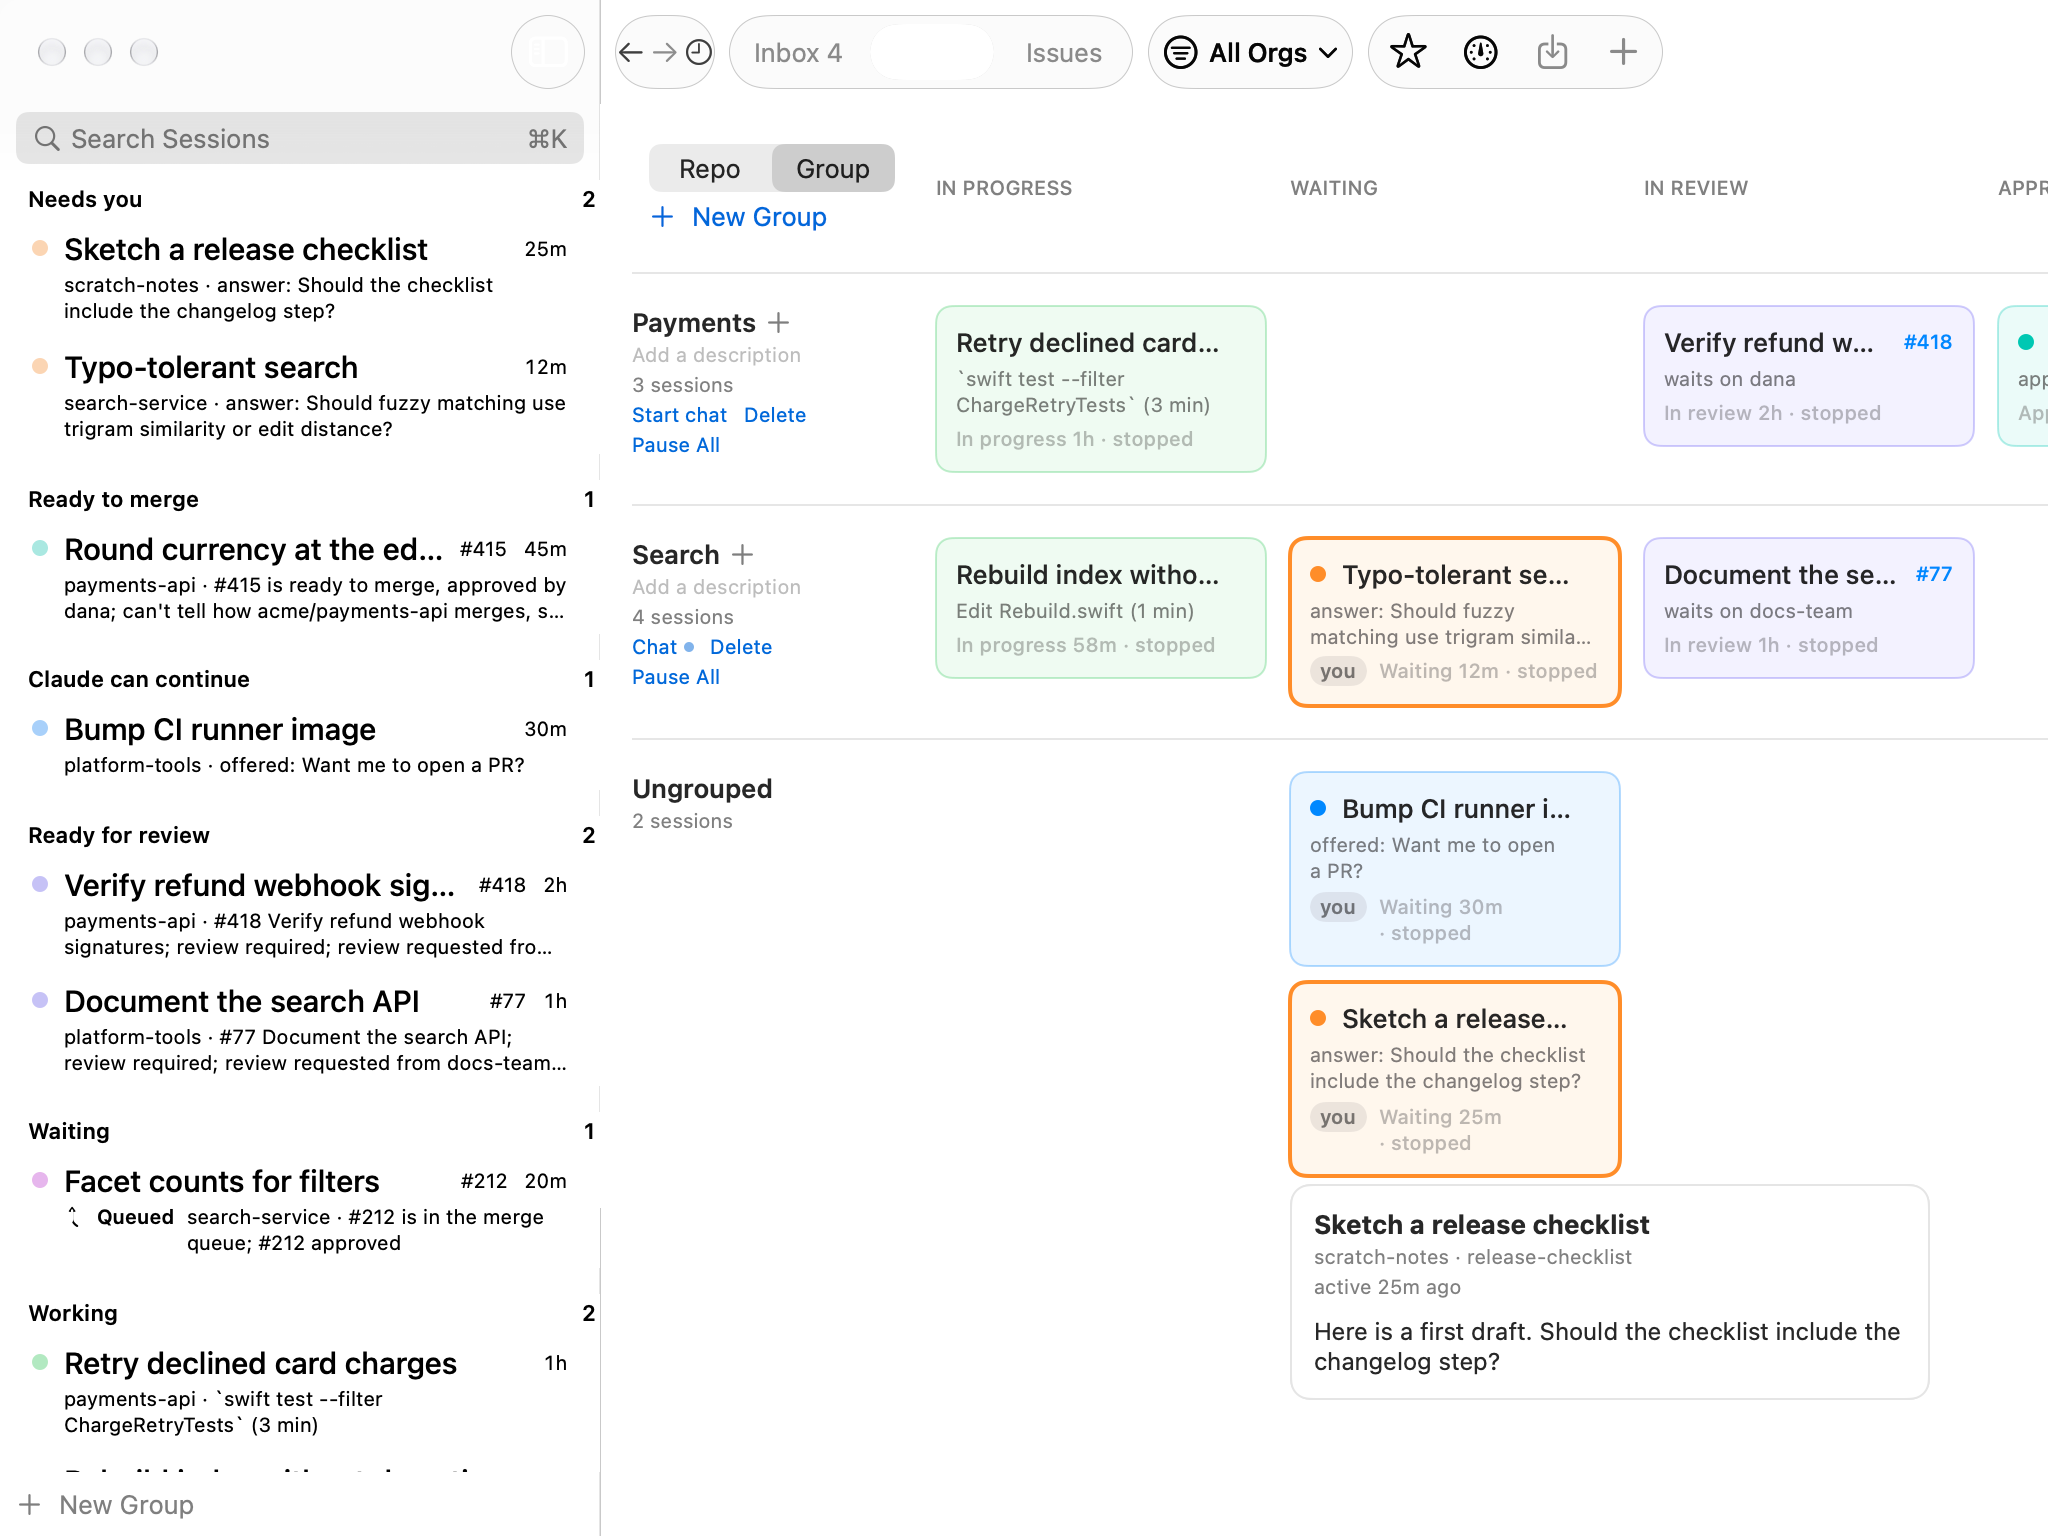 Search Sessions ⌘K
Needs you 2
Sketch a release checklist 25m
scratch-notes · answer: Should the checklist
include the changelog step?
Typo-tolerant search 12m
search-service · answer: Should fuzzy matching use
trigram similarity or edit distance?
Ready to merge 1
Round currency at the ed... #415 45m
payments-api · #415 is ready to merge, approved by
dana; can't tell how acme/payments-api merges, s...
Claude can continue 1
Bump CI runner image 30m
platform-tools · offered: Want me to open a PR?
Ready for review 2
Verify refund webhook sig... #418 2h
payments-api · #418 Verify refund webhook
signatures; review required; review requested fro...
Document the search API #77 1h
platform-tools · #77 Document the search API;
review required; review requested from docs-team...
Waiting 1
Facet counts for filters #212 20m
Queued search-service · #212 is in the merge
queue; #212 approved
Working 2
Retry declined card charges 1h
payments-api · `swift test --filter
ChargeRetryTests` (3 min)
+ New Group
Inbox 4 Issues All Orgs
Repo Group
+ New Group
IN PROGRESS WAITING IN REVIEW APPR
Payments +
Add a description
3 sessions
Start chat Delete
Pause All
Retry declined card...
`swift test --filter
ChargeRetryTests` (3 min)
In progress 1h · stopped
Verify refund w... #418
waits on dana
In review 2h · stopped
app
App
Search +
Add a description
4 sessions
Chat Delete
Pause All
Rebuild index witho...
Edit Rebuild.swift (1 min)
In progress 58m · stopped
Typo-tolerant se...
answer: Should fuzzy
matching use trigram simila...
you Waiting 12m · stopped
Document the se... #77
waits on docs-team
In review 1h · stopped
Ungrouped
2 sessions
Bump CI runner i...
offered: Want me to open
a PR?
you Waiting 30m
· stopped
Sketch a release...
answer: Should the checklist
include the changelog step?
you Waiting 25m
· stopped
Sketch a release checklist
scratch-notes · release-checklist
active 25m ago
Here is a first draft. Should the checklist include the
changelog step?